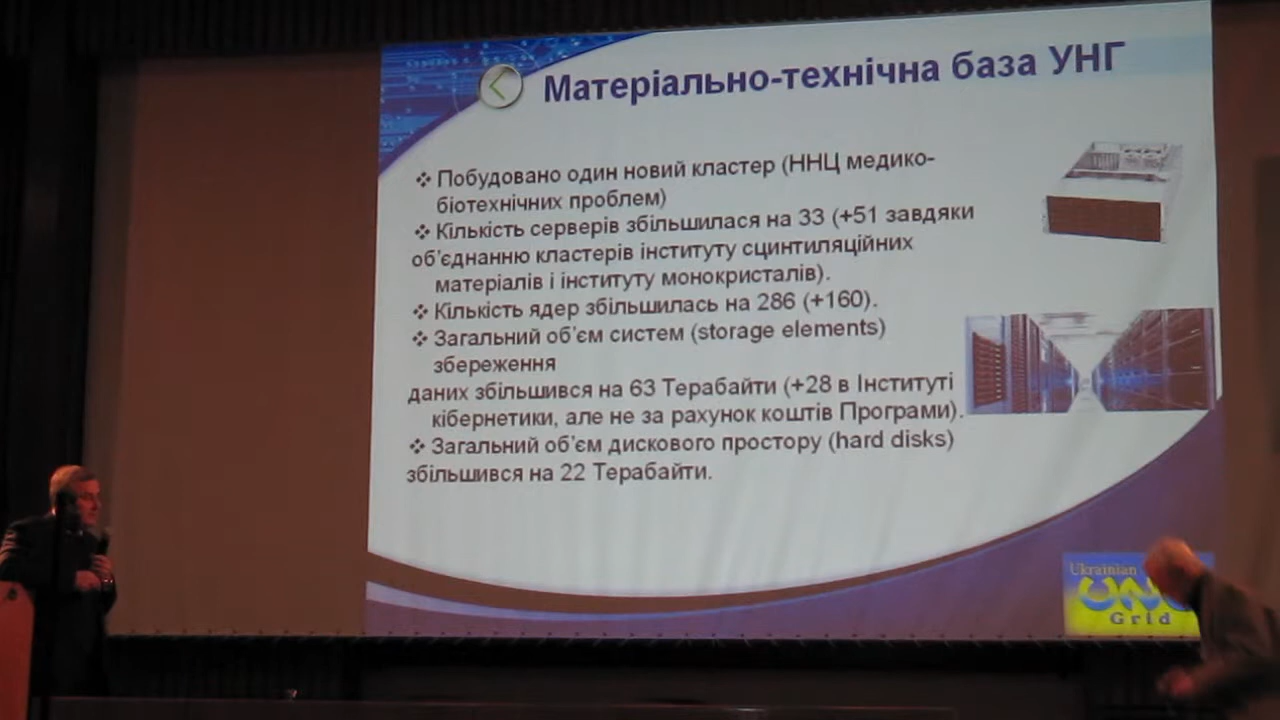 Матеріально-технічна база УНГ
❖ Побудовано один новий кластер (ННЦ медико-
біотехнічних проблем)
❖ Кількість серверів збільшилася на 33 (+51 завдяки
об'єднанню кластерів інституту сцинтиляційних
матеріалів і інституту монокристалів).
❖ Кількість ядер збільшилась на 286 (+160).
❖ Загальний об'єм систем (storage elements)
збереження
даних збільшився на 63 Терабайти (+28 в Інституті
кібернетики, але не за рахунок коштів Програми).
❖ Загальний об'єм дискового простору (hard disks)
збільшився на 22 Терабайти.
Ukrainian
Grid